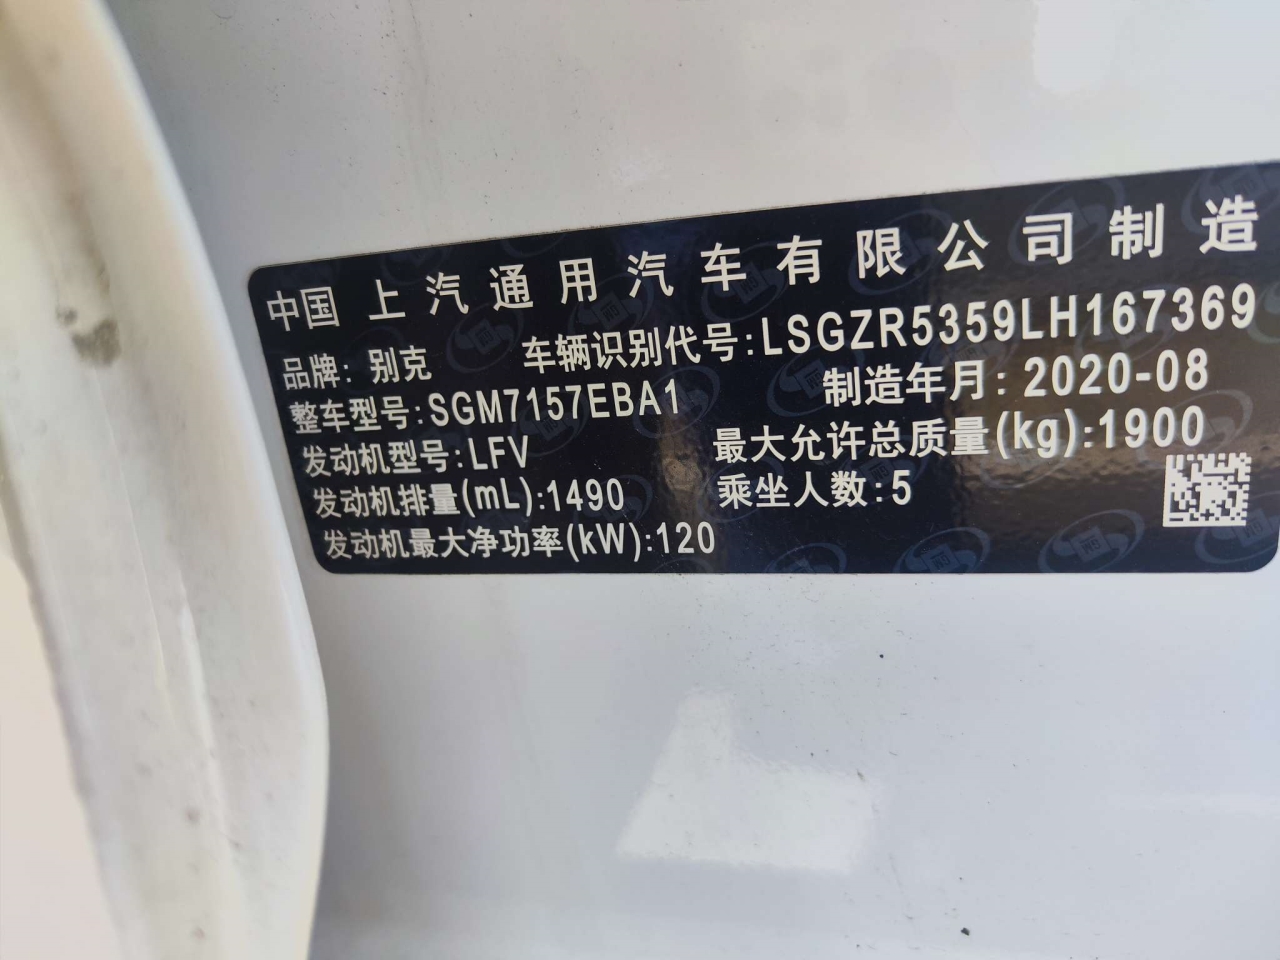 中国上汽通用汽车有限公司制造
品牌: 别克 车辆识别代号:LSGZR5359LH167369
整车型号:SGM7157EBA1 制造年月: 2020-08
发动机型号:LFV 最大允许总质量(kg):1900
发动机排量(mL):1490 乘坐人数:5
发动机最大净功率(kW):120